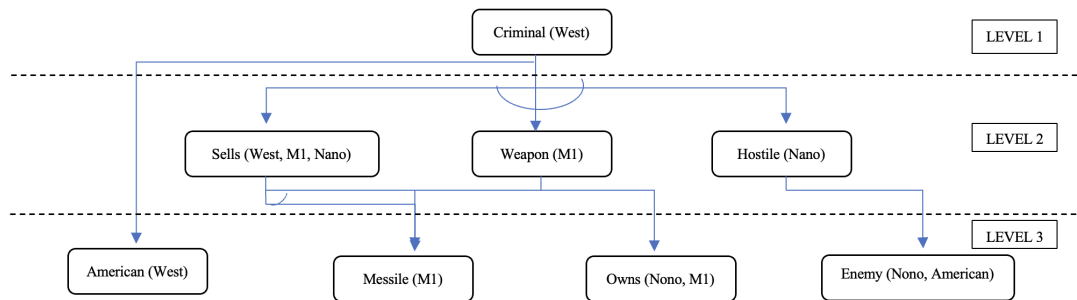 Criminal (West)
LEVEL 1
Sells (West, M1, Nano)
Weapon (M1)
Hostile (Nano)
LEVEL 2
LEVEL 3
American (West)
Messile (M1)
Owns (Nono, M1)
Enemy (Nono, American)